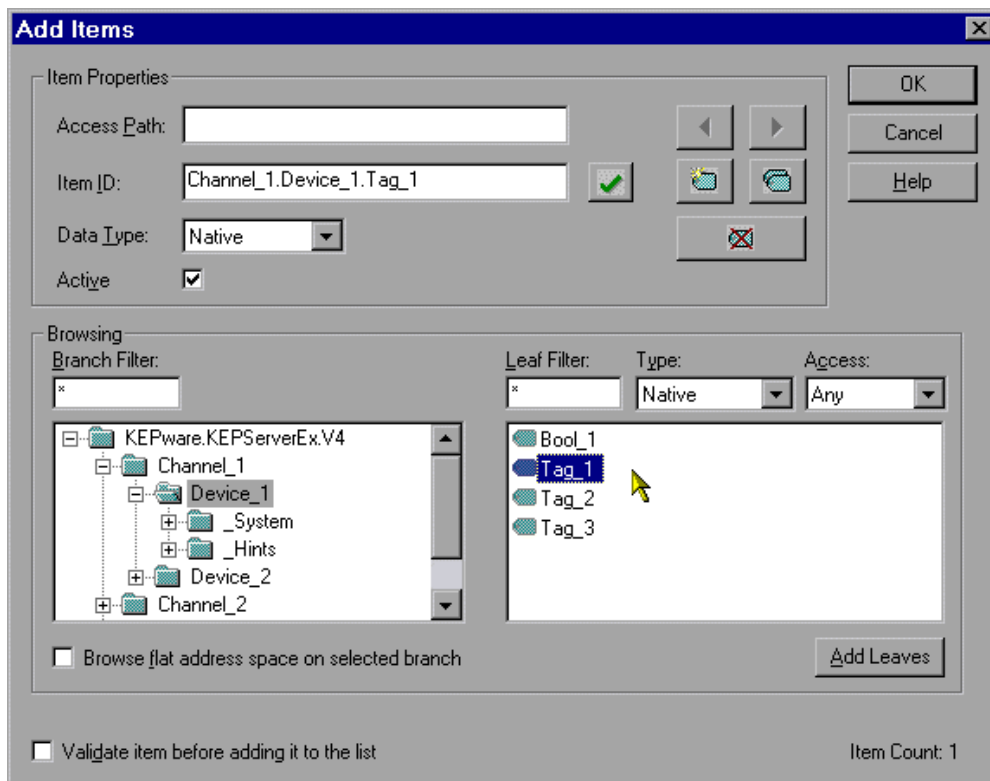 Add Items
Item Properties
Access Path:
OK
Cancel
Item ID:
Channel_1.Device_1.Tag_1
Help
Data Type:
Native
Active
Browsing
Branch Filter:
Leaf Filter:
Type:
Access:
*
*
Native
Any
KEPware.KEPServerEx.V4
Channel_1
Device_1
_System
_Hints
Device_2
Channel_2
Bool_1
Tag_1
Tag_2
Tag_3
Browse flat address space on selected branch
Add Leaves
Validate item before adding it to the list
Item Count: 1